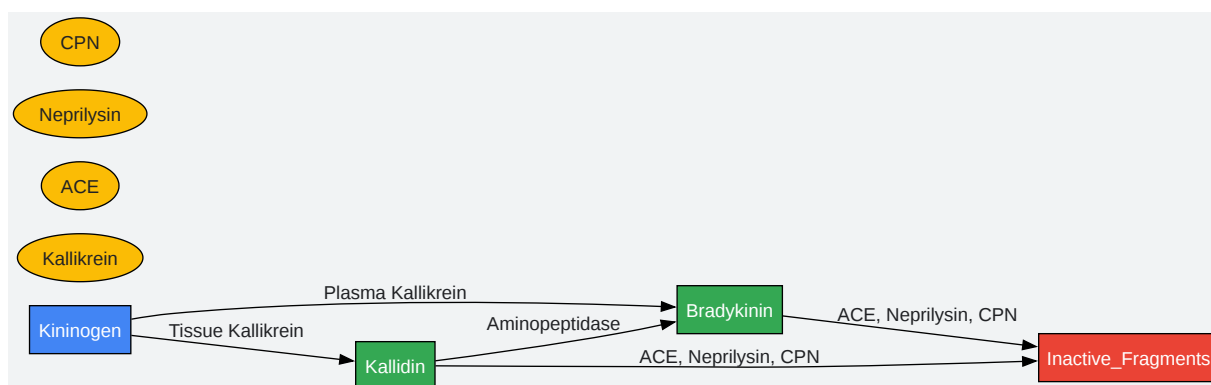 CPN
Neprilysin
ACE
Kallikrein
Kininogen
Plasma Kallikrein
Tissue Kallikrein
Kallidin
Aminopeptidase
Bradykinin
ACE, Neprilysin, CPN
ACE, Neprilysin, CPN
Inactive_Fragments